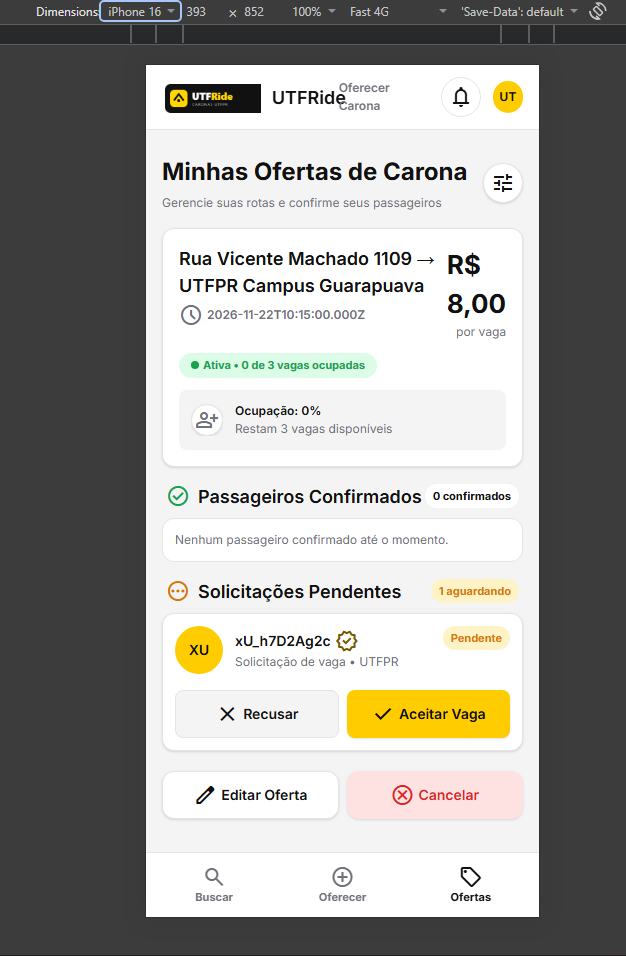 Dimensions: iPhone 16 393 × 852 100% Fast 4G 'Save-Data': default
UTFRide
CARONAS UTFPR
UTFRide
Oferecer
Carona
UT
Minhas Ofertas de Carona
Gerencie suas rotas e confirme seus passageiros
Rua Vicente Machado 1109 →
UTFPR Campus Guarapuava
R$
8,00
2026-11-22T10:15:00.000Z
por vaga
Ativa • 0 de 3 vagas ocupadas
Ocupação: 0%
Restam 3 vagas disponíveis
Passageiros Confirmados
0 confirmados
Nenhum passageiro confirmado até o momento.
Solicitações Pendentes
1 aguardando
XU
xU_h7D2Ag2c
Pendente
Solicitação de vaga • UTFPR
Recusar
Aceitar Vaga
Editar Oferta
Cancelar
Buscar
Oferecer
Ofertas